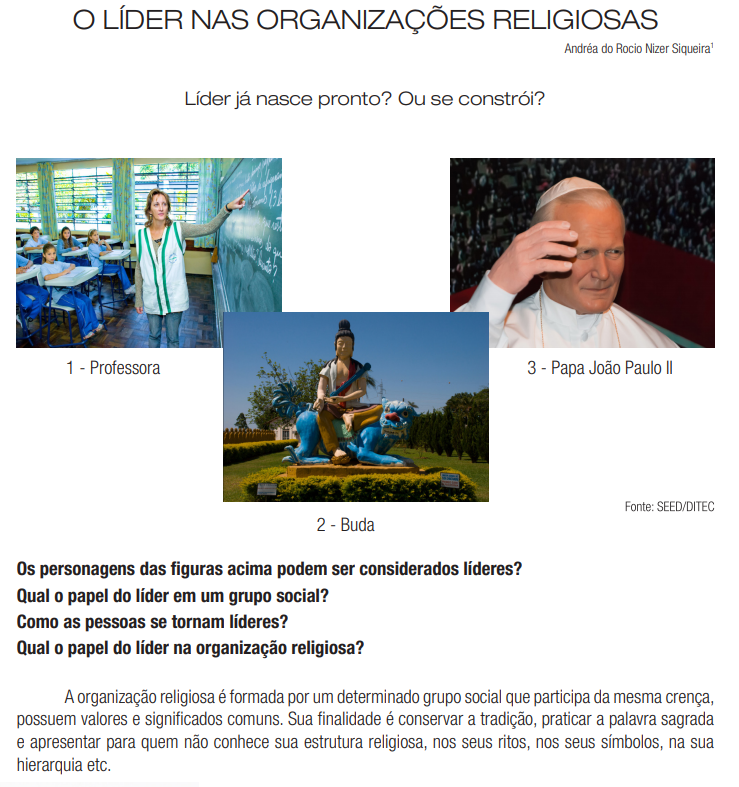 O LÍDER NAS ORGANIZAÇÕES RELIGIOSAS
Andréa do Rocio Nizer Siqueira¹
Líder já nasce pronto? Ou se constrói?
1 - Professora
3 - Papa João Paulo II
Fonte: SEED/DITEC
2 - Buda
Os personagens das figuras acima podem ser considerados líderes?
Qual o papel do líder em um grupo social?
Como as pessoas se tornam líderes?
Qual o papel do líder na organização religiosa?
A organização religiosa é formada por um determinado grupo social que participa da mesma crença,
possuem valores e significados comuns. Sua finalidade é conservar a tradição, praticar a palavra sagrada
e apresentar para quem não conhece sua estrutura religiosa, nos seus ritos, nos seus símbolos, na sua
hierarquia etc.